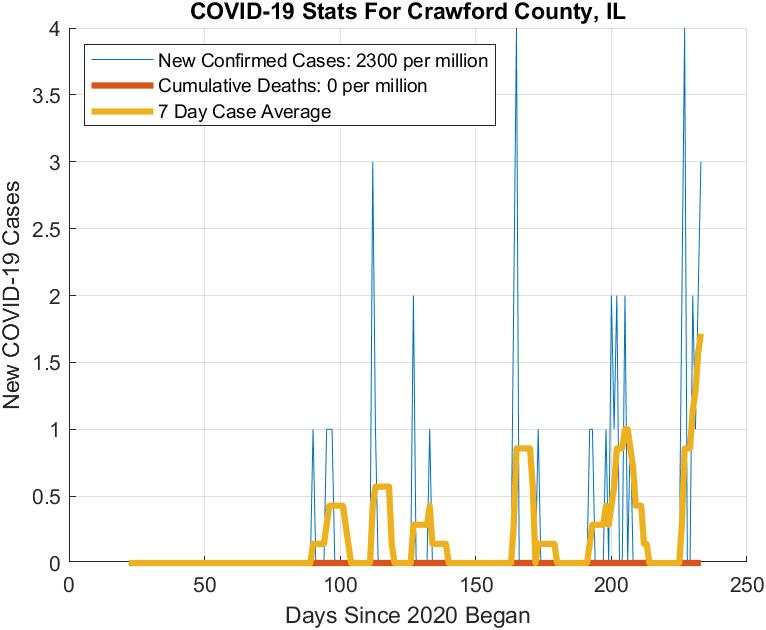 COVID-19 Stats For Crawford County, IL
New Confirmed Cases: 2300 per million
Cumulative Deaths: 0 per million
7 Day Case Average
New COVID-19 Cases
4
3.5
3
2.5
2
1.5
1
0.5
0
0 50 100 150 200 250
Days Since 2020 Began